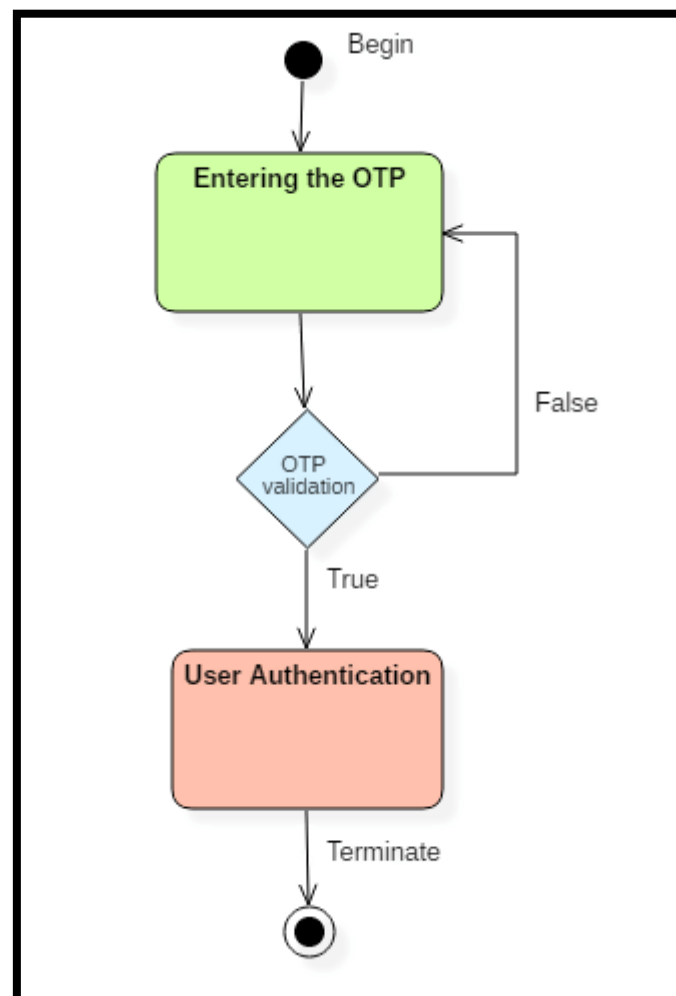 Begin
Entering the OTP
False
OTP
validation
True
User Authentication
Terminate